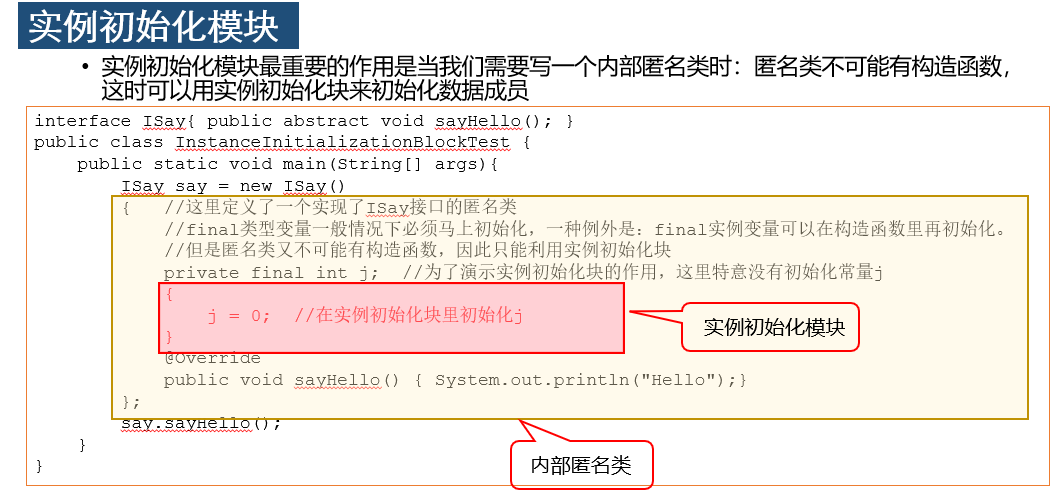 实例初始化模块
• 实例初始化模块最重要的作用是当我们需要写一个内部匿名类时：匿名类不可能有构造函数，
这时可以用实例初始化块来初始化数据成员
interface ISay{ public abstract void sayHello(); }
public class InstanceInitializationBlockTest {
public static void main(String[] args){
ISay say = new ISay()
{ //这里定义了一个实现了ISay接口的匿名类
//final类型变量一般情况下必须马上初始化，一种例外是：final实例变量可以在构造函数里再初始化。
//但是匿名类又不可能有构造函数，因此只能利用实例初始化块
private final int j; //为了演示实例初始化块的作用，这里特意没有初始化常量j
{
j = 0; //在实例初始化块里初始化j
}
实例初始化模块
@Override
public void sayHello() { System.out.println("Hello");}
};
say.sayHello();
}
}
内部匿名类